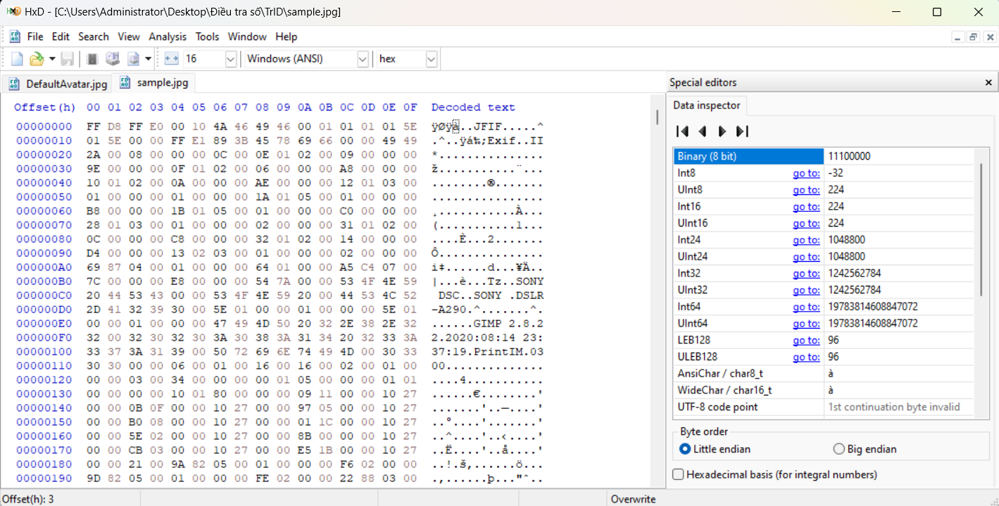 HxD - [C:\Users\Administrator\Desktop\Điều tra số\TrID\sample.jpg]
File Edit Search View Analysis Tools Window Help
16 Windows (ANSI) hex
DefaultAvatar.jpg sample.jpg
Offset(h) 00 01 02 03 04 05 06 07 08 09 0A 0B 0C 0D 0E 0F Decoded text
00000000 FF D8 FF E0 00 10 4A 46 49 46 00 01 01 01 01 5E ÿØÿà..JFIF.....^
00000010 01 5E 00 00 FF E1 89 3B 45 78 69 66 00 00 49 49 .^..ÿá‰;Exif..II
00000020 2A 00 08 00 00 00 0C 00 0E 01 02 00 09 00 00 00 *...............
00000030 9E 00 00 00 0F 01 02 00 06 00 00 00 A8 00 00 00 ž...........¨...
00000040 10 01 02 00 0A 00 00 00 AE 00 00 00 12 01 03 00 ........®.......
00000050 01 00 00 00 01 00 00 00 1A 01 05 00 01 00 00 00 ................
00000060 B8 00 00 00 1B 01 05 00 01 00 00 00 C0 00 00 00 ¸...........À...
00000070 28 01 03 00 01 00 00 00 02 00 00 00 31 01 02 00 (...........1...
00000080 0C 00 00 00 C8 00 00 00 32 01 02 00 14 00 00 00 ....È...2.......
00000090 D4 00 00 00 13 02 03 00 01 00 00 00 02 00 00 00 Ô...............
000000A0 69 87 04 00 01 00 00 00 64 01 00 00 A5 C4 07 00 i‡......d...¥Ä..
000000B0 7C 00 00 00 E8 00 00 00 54 7A 00 00 53 4F 4E 59 |...è...Tz..SONY
000000C0 20 44 53 43 00 00 53 4F 4E 59 20 00 44 53 4C 52 DSC..SONY .DSLR
000000D0 2D 41 32 39 30 00 5E 01 00 00 01 00 00 00 5E 01 -A290.^.......^.
000000E0 00 00 01 00 00 00 47 49 4D 50 20 32 2E 38 2E 32 ......GIMP 2.8.2
000000F0 32 00 32 30 32 30 3A 30 38 3A 31 34 20 32 33 3A 2.2020:08:14 23:
00000100 33 37 3A 31 39 00 50 72 69 6E 74 49 4D 00 30 33 37:19.PrintIM.03
00000110 30 30 00 00 06 00 01 00 16 00 16 00 02 00 01 00 00..............
00000120 00 00 03 00 34 00 00 00 00 01 05 00 00 00 01 01 ....4...........
00000130 00 00 00 00 10 01 80 00 00 00 09 11 00 00 10 27 ......€........'
00000140 00 00 0B 0F 00 00 10 27 00 00 97 05 00 00 10 27 .......'..—....'
00000150 00 00 B0 08 00 00 10 27 00 00 01 1C 00 00 10 27 ..°....'.......'
00000160 00 00 5E 02 00 00 10 27 00 00 8B 00 00 00 10 27 ..^....'..‹....'
00000170 00 00 CB 03 00 00 10 27 00 00 E5 1B 00 00 10 27 ..Ë....'..å....'
00000180 00 00 21 00 9A 82 05 00 01 00 00 00 F6 02 00 00 ..!.š‚......ö...
00000190 9D 82 05 00 01 00 00 00 FE 02 00 00 22 88 03 00 .‚......þ..."ˆ..
Special editors
Data inspector
Binary (8 bit) 11100000
Int8 go to: -32
UInt8 go to: 224
Int16 go to: 224
UInt16 go to: 224
Int24 go to: 1048800
UInt24 go to: 1048800
Int32 go to: 1242562784
UInt32 go to: 1242562784
Int64 go to: 19783814608847072
UInt64 go to: 19783814608847072
LEB128 go to: 96
ULEB128 go to: 96
AnsiChar / char8_t à
WideChar / char16_t à
UTF-8 code point 1st continuation byte invalid
Byte order
Little endian Big endian
Hexadecimal basis (for integral numbers)
Offset(h): 3 Overwrite